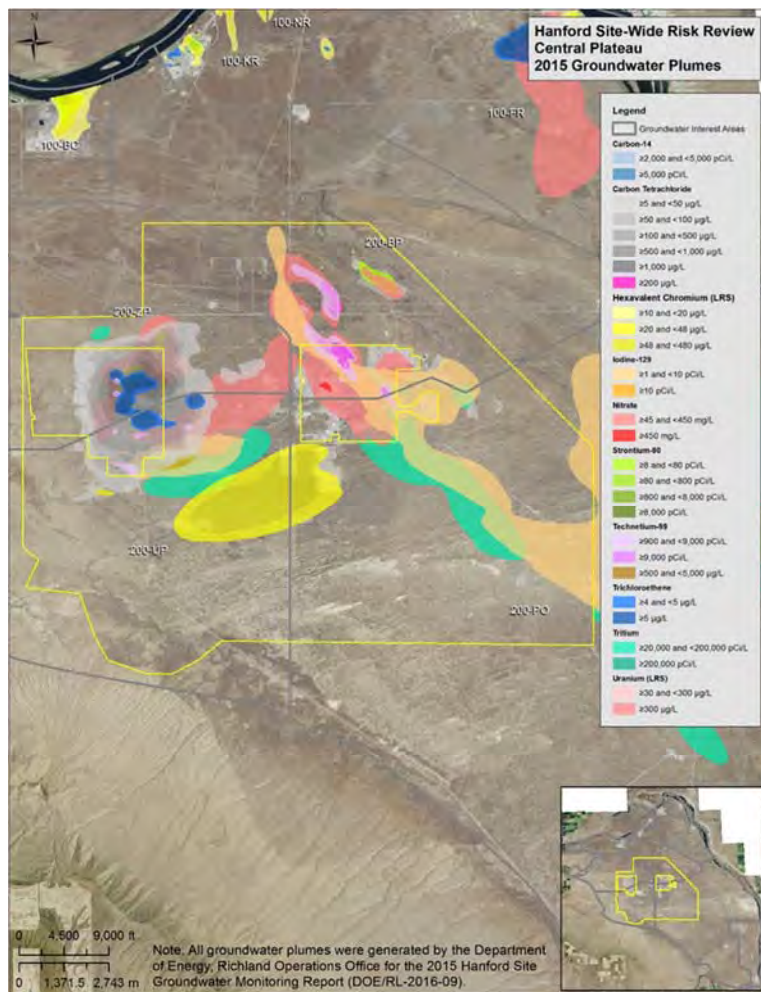 N
Hanford Site-Wide Risk Review
Central Plateau
2015 Groundwater Plumes
100-NR
100-KR
100-BC
100-FR
200-BP
200-ZP
200-UP
200-PO
Legend
Groundwater Interest Areas
Carbon-14
≥2,000 and <5,000 pCi/L
≥5,000 pCi/L
Carbon Tetrachloride
≥5 and <50 µg/L
≥50 and <100 µg/L
≥100 and <500 µg/L
≥500 and <1,000 µg/L
≥1,000 µg/L
≥200 µg/L
Hexavalent Chromium (LRS)
≥10 and <20 µg/L
≥20 and <48 µg/L
≥48 and <480 µg/L
Iodine-129
≥1 and <10 pCi/L
≥10 pCi/L
Nitrate
≥45 and <450 mg/L
≥450 mg/L
Strontium-90
≥8 and <80 pCi/L
≥80 and <800 pCi/L
≥800 and <8,000 pCi/L
≥8,000 pCi/L
Technetium-99
≥900 and <9,000 pCi/L
≥9,000 pCi/L
≥500 and <5,000 µg/L
Trichloroethene
≥4 and <5 µg/L
≥5 µg/L
Tritium
≥20,000 and <200,000 pCi/L
≥200,000 pCi/L
Uranium (LRS)
≥30 and <300 µg/L
≥300 µg/L
0 4,500 9,000 ft
0 1,371.5 2,743 m
Note. All groundwater plumes were generated by the Department
of Energy, Richland Operations Office for the 2015 Hanford Site
Groundwater Monitoring Report (DOE/RL-2016-09).